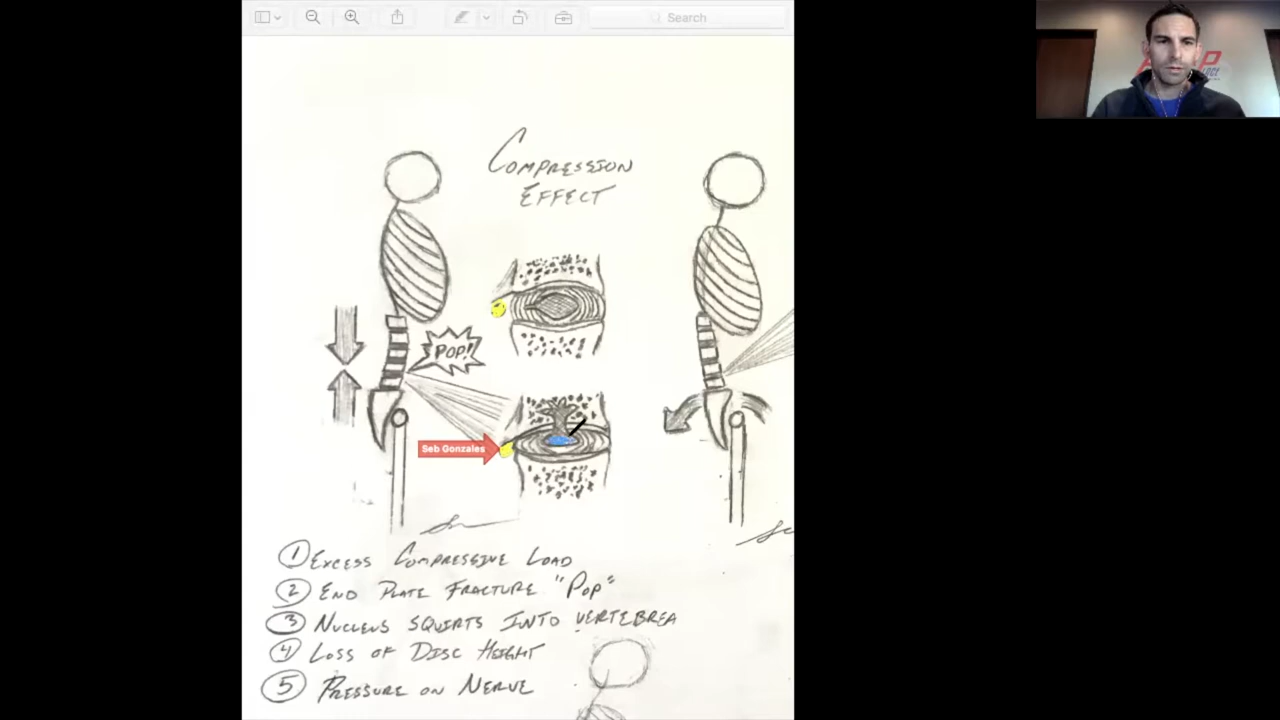 Search
COMPRESSION
EFFECT
POP!
Seb Gonzales
① EXCESS COMPRESSIVE LOAD
② END PLATE FRACTURE "POP"
③ NUCLEUS SQUIRTS INTO VERTEBREA
④ LOSS OF DISC HEIGHT
⑤ PRESSURE ON NERVE